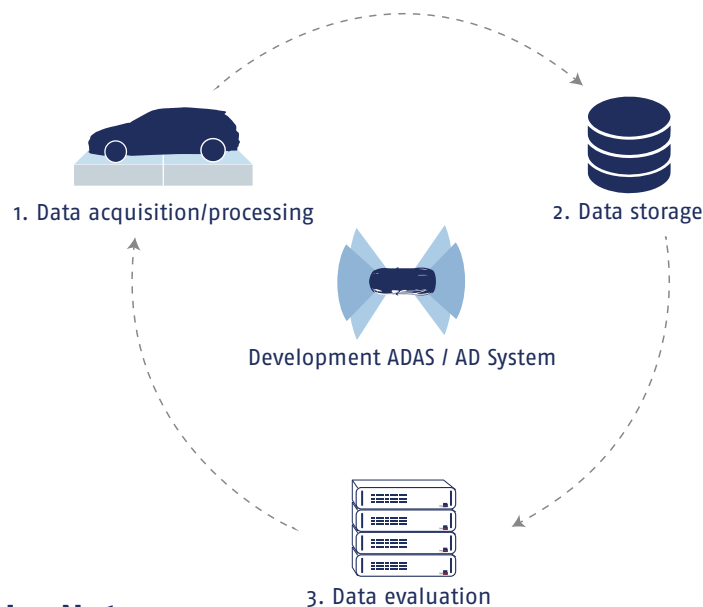 1. Data acquisition/processing
2. Data storage
Development ADAS / AD System
3. Data evaluation